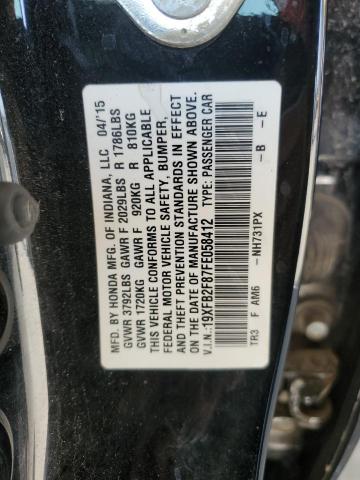 MFD. BY HONDA MFG. OF INDIANA, LLC 04/'15
GVWR 3792LBS GAWR F 2029LBS R 1786LBS
GVWR 1720KG GAWR F 920KG R 810KG
THIS VEHICLE CONFORMS TO ALL APPLICABLE
FEDERAL MOTOR VEHICLE SAFETY, BUMPER,
AND THEFT PREVENTION STANDARDS IN EFFECT
ON THE DATE OF MANUFACTURE SHOWN ABOVE.
V.I.N.:19XFB2F87FE058412 TYPE: PASSENGER CAR
TR3 F AM6 -NH731PX -B -E